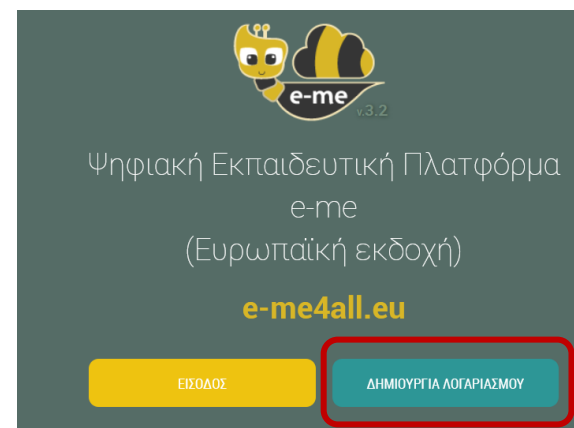 e-me
v.3.2
Ψηφιακή Εκπαιδευτική Πλατφόρμα
e-me
(Ευρωπαϊκή εκδοχή)
e-me4all.eu
ΕΙΣΟΔΟΣ
ΔΗΜΙΟΥΡΓΙΑ ΛΟΓΑΡΙΑΣΜΟΥ